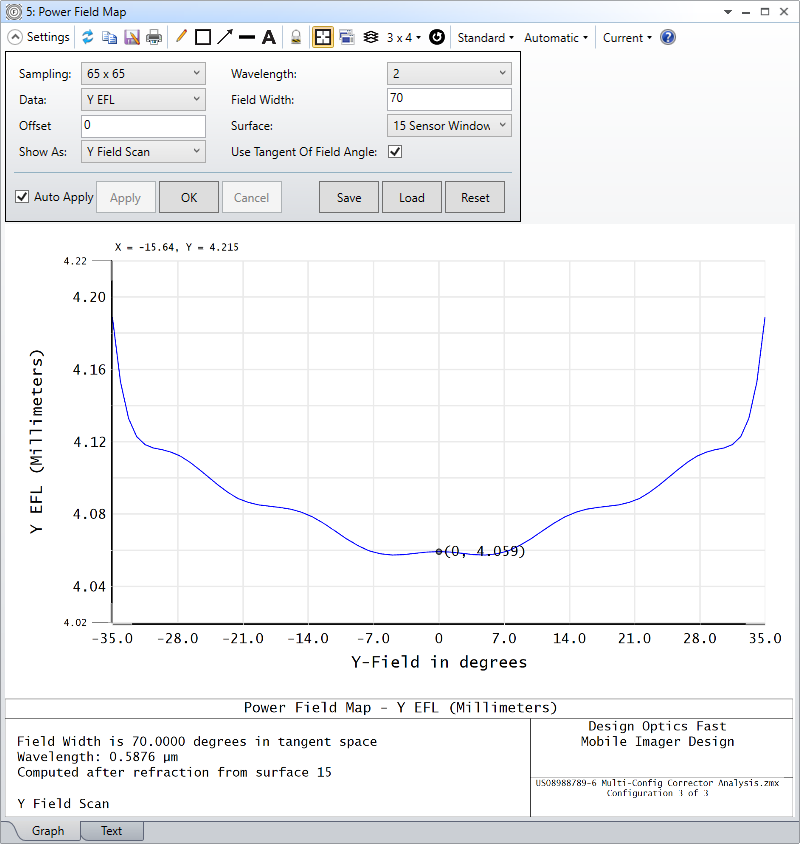 5: Power Field Map
Settings
A
3 x 4
Standard
Automatic
Current
?
Sampling: 65 x 65 Wavelength: 2
Data: Y EFL Field Width: 70
Offset 0 Surface: 15 Sensor Window
Show As: Y Field Scan Use Tangent Of Field Angle:
Auto Apply Apply OK Cancel Save Load Reset
X = -15.64, Y = 4.215
4.22
4.20
4.16
4.12
4.08
4.04
4.02
Y EFL (Millimeters)
(0, 4.059)
-35.0 -28.0 -21.0 -14.0 -7.0 0 7.0 14.0 21.0 28.0 35.0
Y-Field in degrees
Power Field Map - Y EFL (Millimeters)
Field Width is 70.0000 degrees in tangent space
Wavelength: 0.5876 µm
Computed after refraction from surface 15
Y Field Scan
Design Optics Fast
Mobile Imager Design
US08988789-6 Multi-Config Corrector Analysis.zmx
Configuration 3 of 3
Graph Text